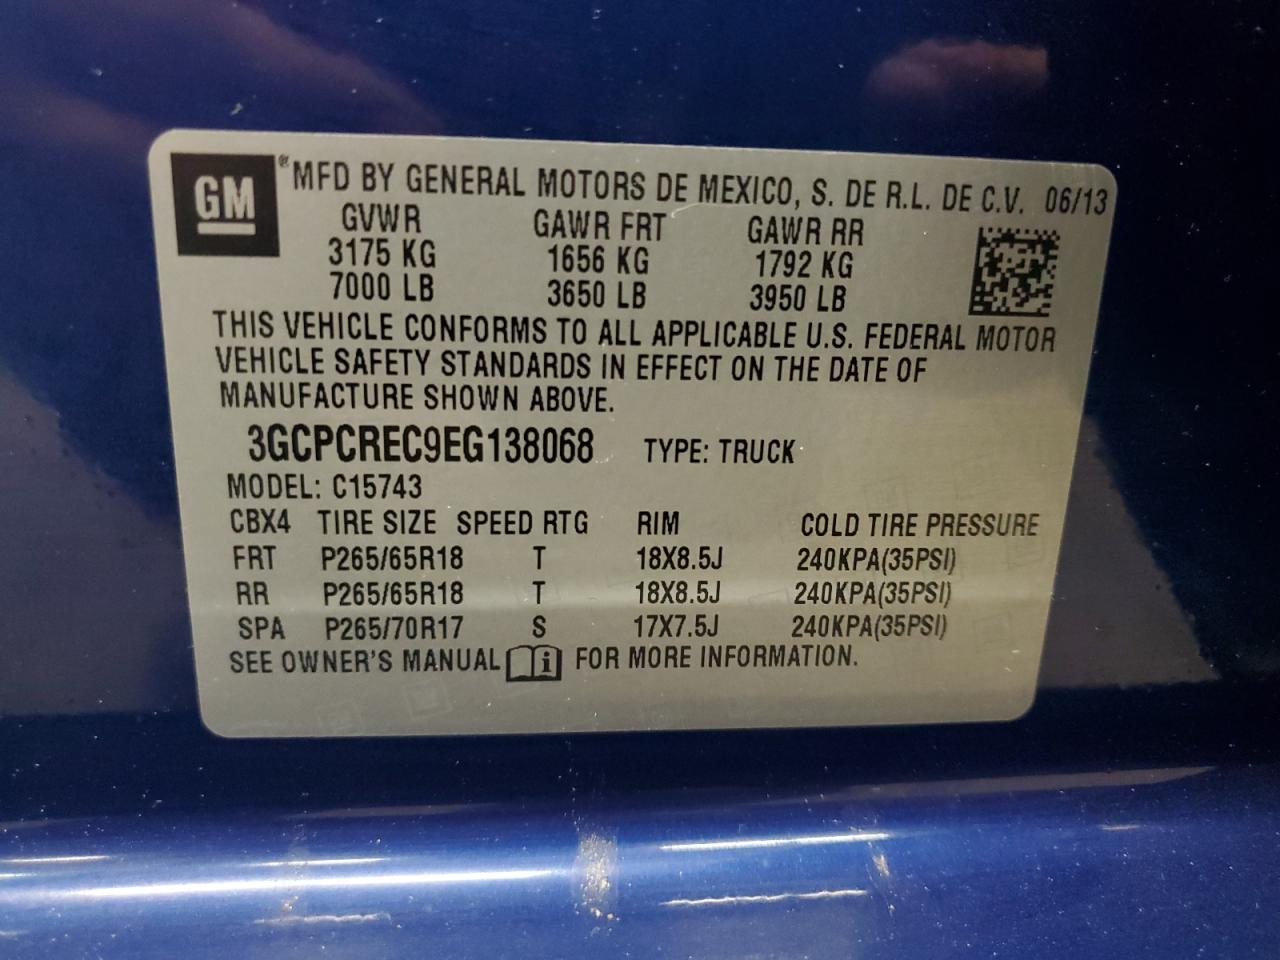 GM ® MFD BY GENERAL MOTORS DE MEXICO, S. DE R.L. DE C.V. 06/13
GVWR GAWR FRT GAWR RR
3175 KG 1656 KG 1792 KG
7000 LB 3650 LB 3950 LB
THIS VEHICLE CONFORMS TO ALL APPLICABLE U.S. FEDERAL MOTOR
VEHICLE SAFETY STANDARDS IN EFFECT ON THE DATE OF
MANUFACTURE SHOWN ABOVE.
3GCPCREC9EG138068 TYPE: TRUCK
MODEL: C15743
CBX4 TIRE SIZE SPEED RTG RIM COLD TIRE PRESSURE
FRT P265/65R18 T 18X8.5J 240KPA(35PSI)
RR P265/65R18 T 18X8.5J 240KPA(35PSI)
SPA P265/70R17 S 17X7.5J 240KPA(35PSI)
SEE OWNER'S MANUAL i FOR MORE INFORMATION.